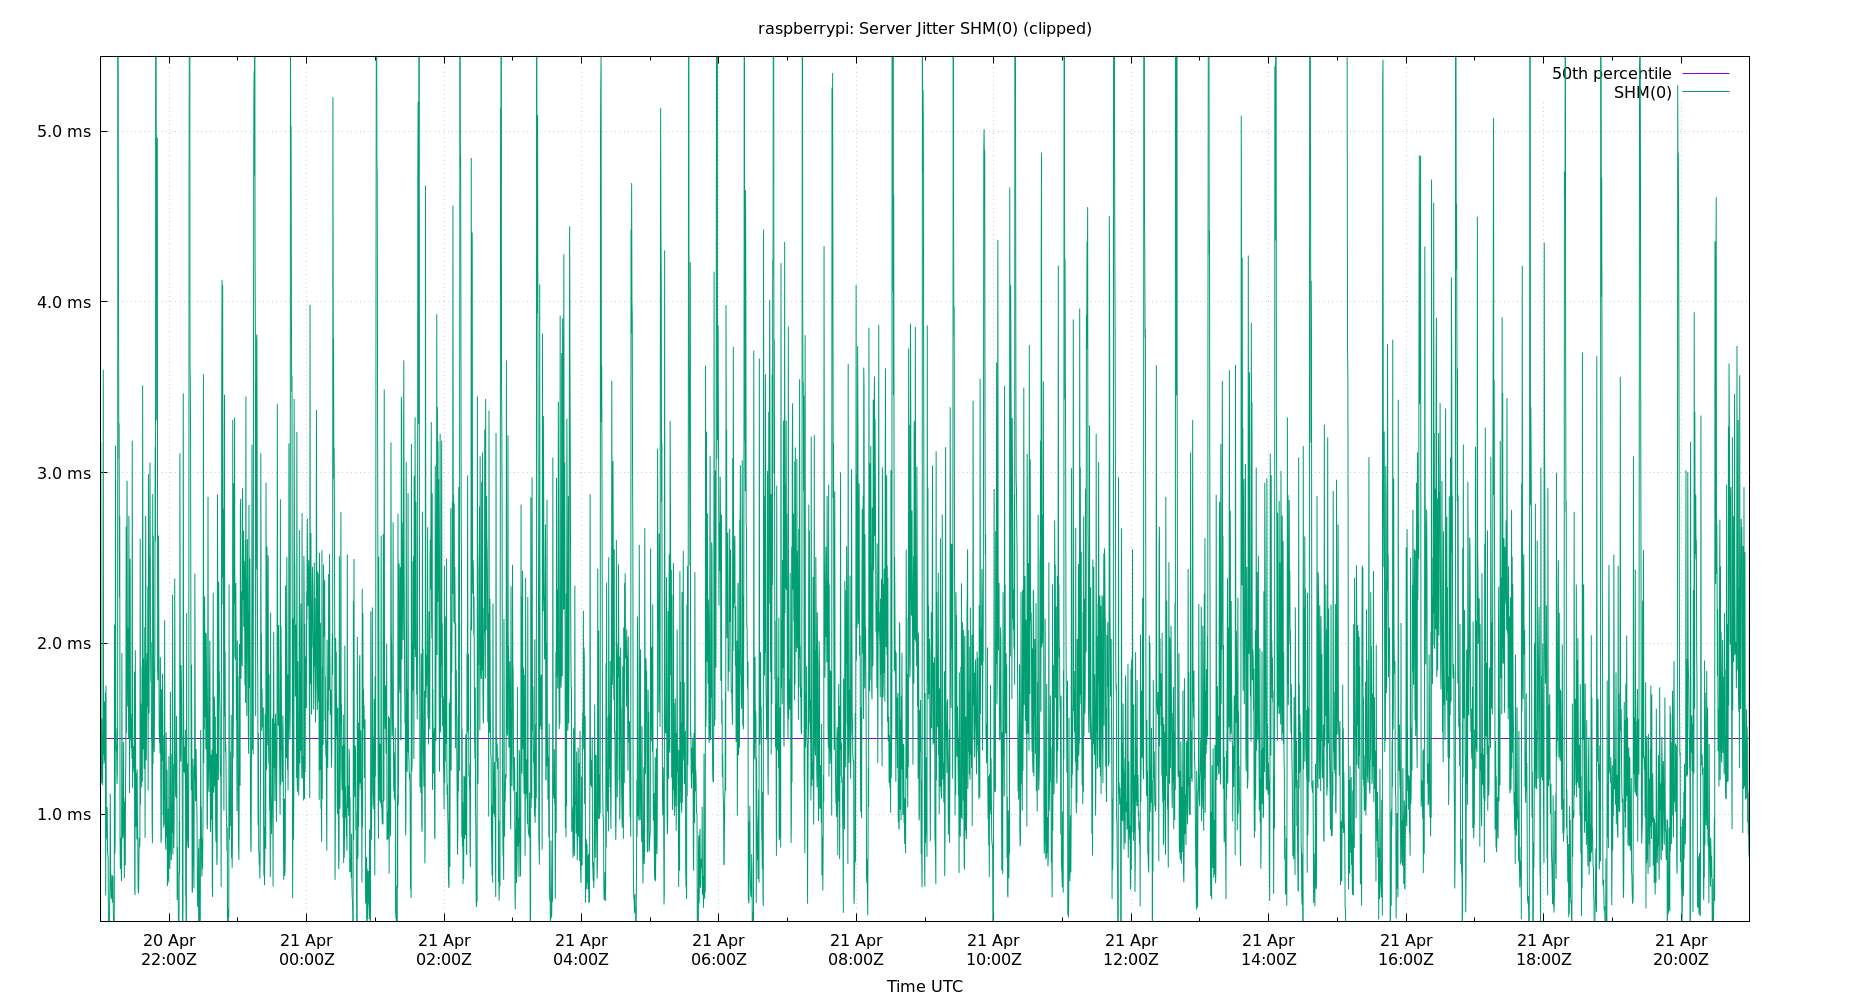 raspberrypi: Server Jitter SHM(0) (clipped)
50th percentile
SHM(0)
5.0 ms
4.0 ms
3.0 ms
2.0 ms
1.0 ms
20 Apr 21 Apr 21 Apr 21 Apr 21 Apr 21 Apr 21 Apr 21 Apr 21 Apr 21 Apr 21 Apr 21 Apr
22:00Z 00:00Z 02:00Z 04:00Z 06:00Z 08:00Z 10:00Z 12:00Z 14:00Z 16:00Z 18:00Z 20:00Z
Time UTC